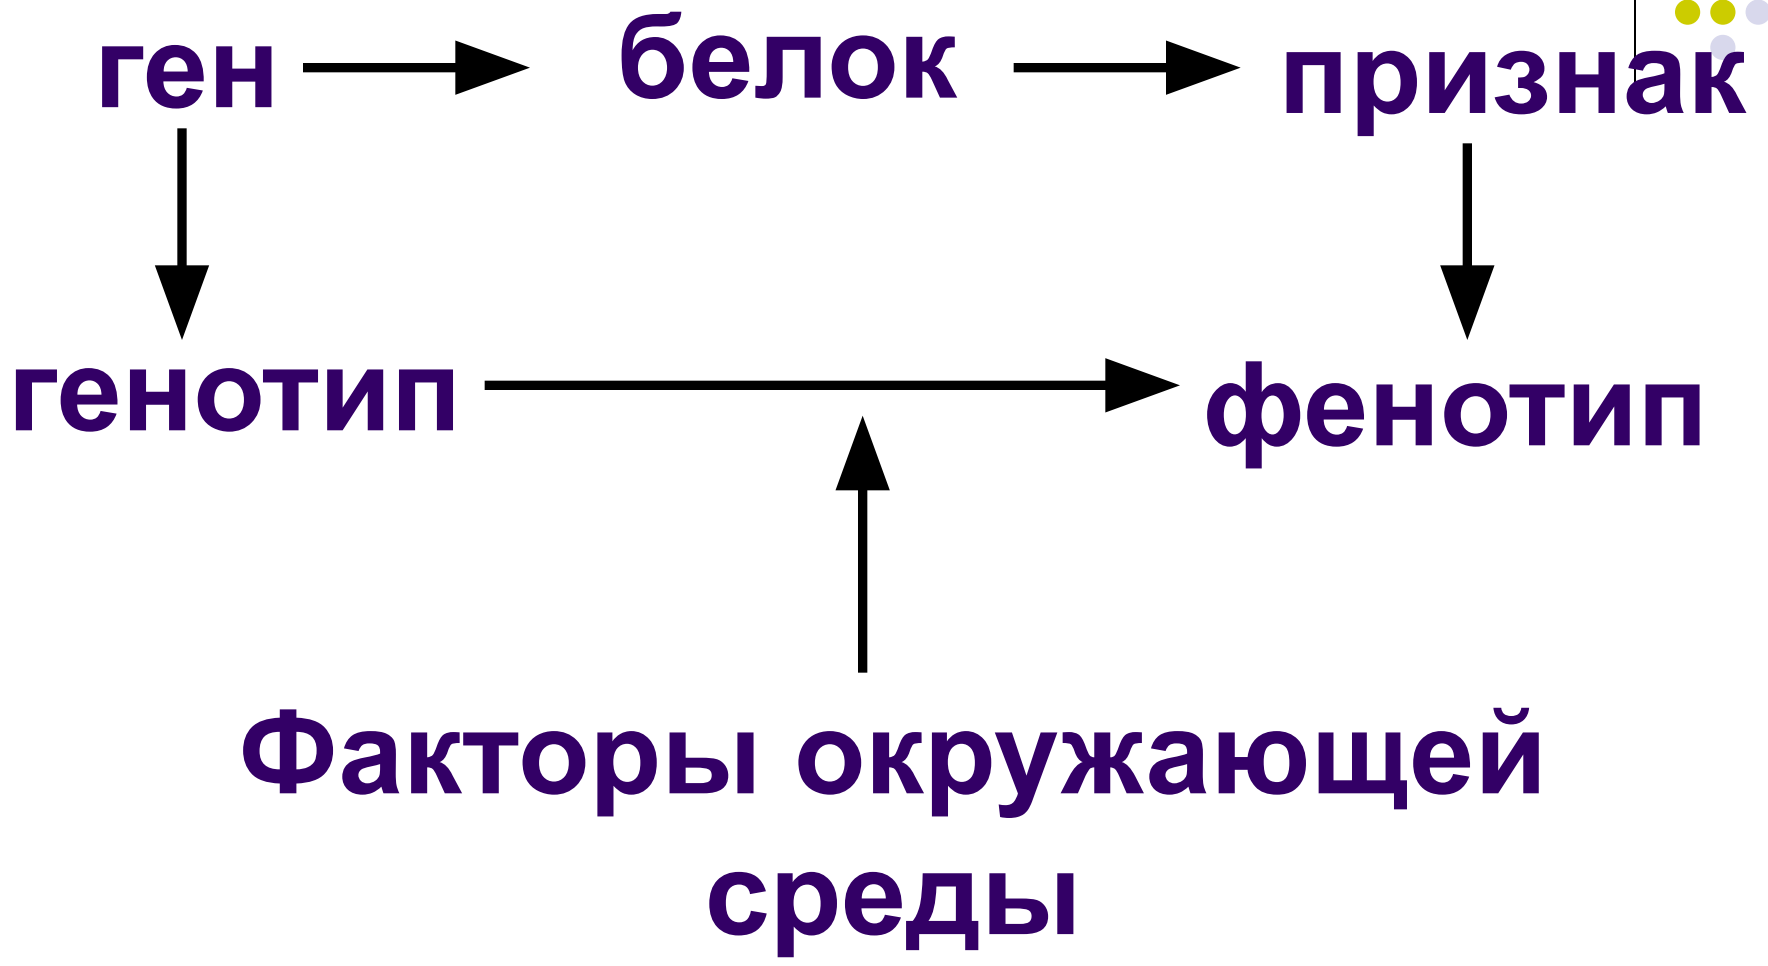 ген белок признак
генотип фенотип
Факторы окружающей
среды